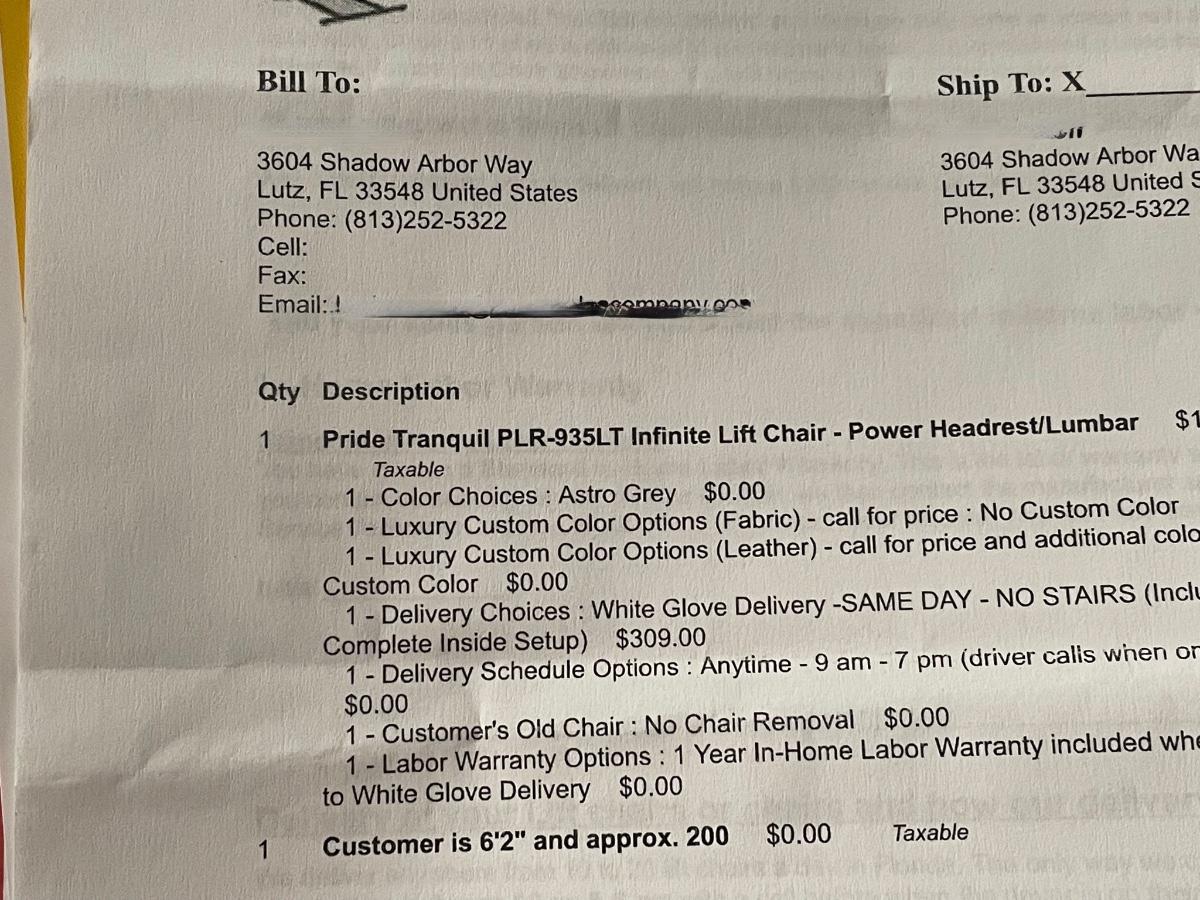 Bill To:
Ship To: X
3604 Shadow Arbor Way
Lutz, FL 33548 United States
Phone: (813)252-5322
Cell:
Fax:
Email:
3604 Shadow Arbor Wa
Lutz, FL 33548 United S
Phone: (813)252-5322
Qty Description
1 Pride Tranquil PLR-935LT Infinite Lift Chair - Power Headrest/Lumbar $1
Taxable
1 - Color Choices : Astro Grey $0.00
1 - Luxury Custom Color Options (Fabric) - call for price : No Custom Color
1 - Luxury Custom Color Options (Leather) - call for price and additional colo
Custom Color $0.00
1 - Delivery Choices : White Glove Delivery -SAME DAY - NO STAIRS (Inclu
Complete Inside Setup) $309.00
1 - Delivery Schedule Options : Anytime - 9 am - 7 pm (driver calls when on
$0.00
1 - Customer's Old Chair : No Chair Removal $0.00
1 - Labor Warranty Options : 1 Year In-Home Labor Warranty included whe
to White Glove Delivery $0.00
1 Customer is 6'2" and approx. 200 $0.00 Taxable